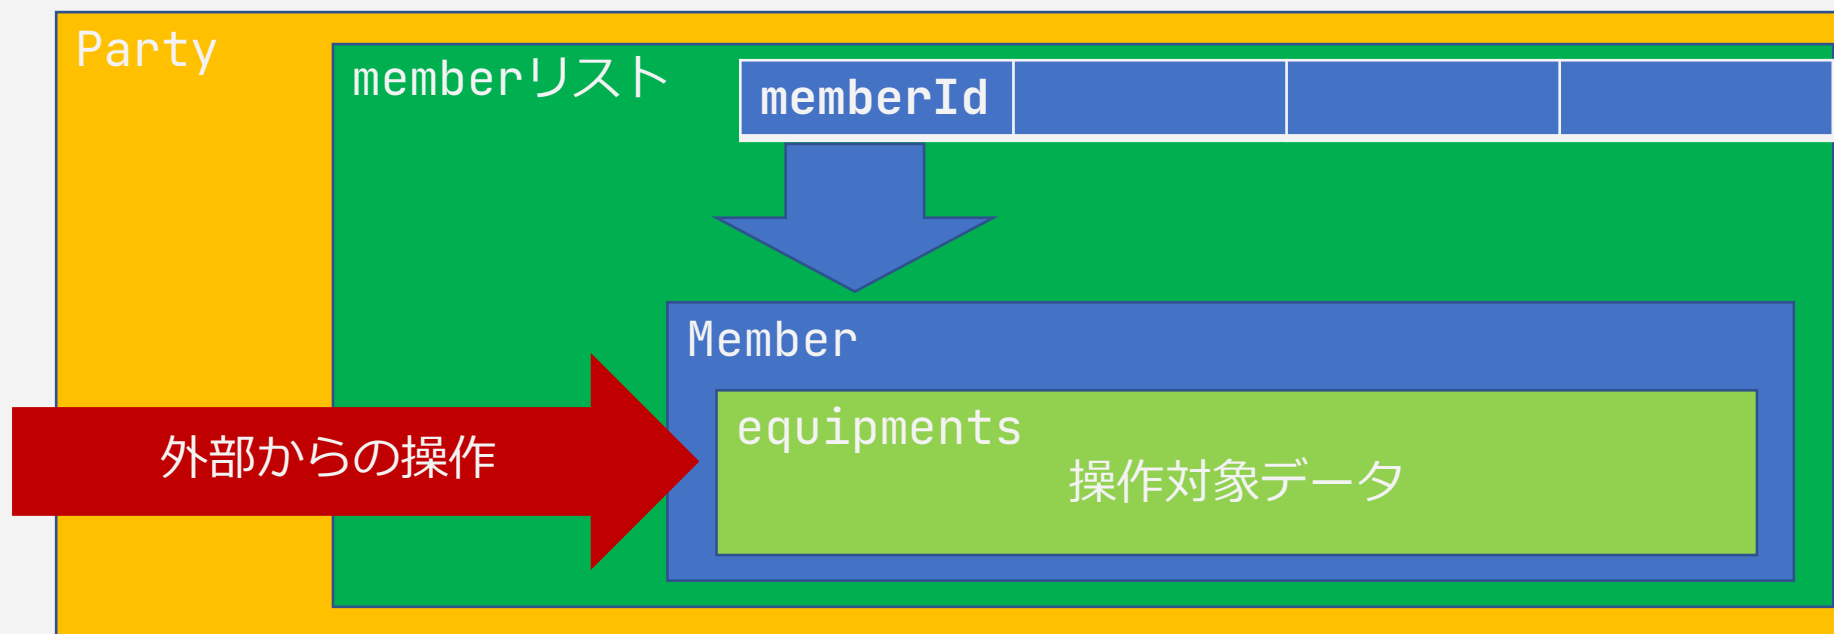 Party
memberリスト
memberId
Member
equipments
操作対象データ
外部からの操作